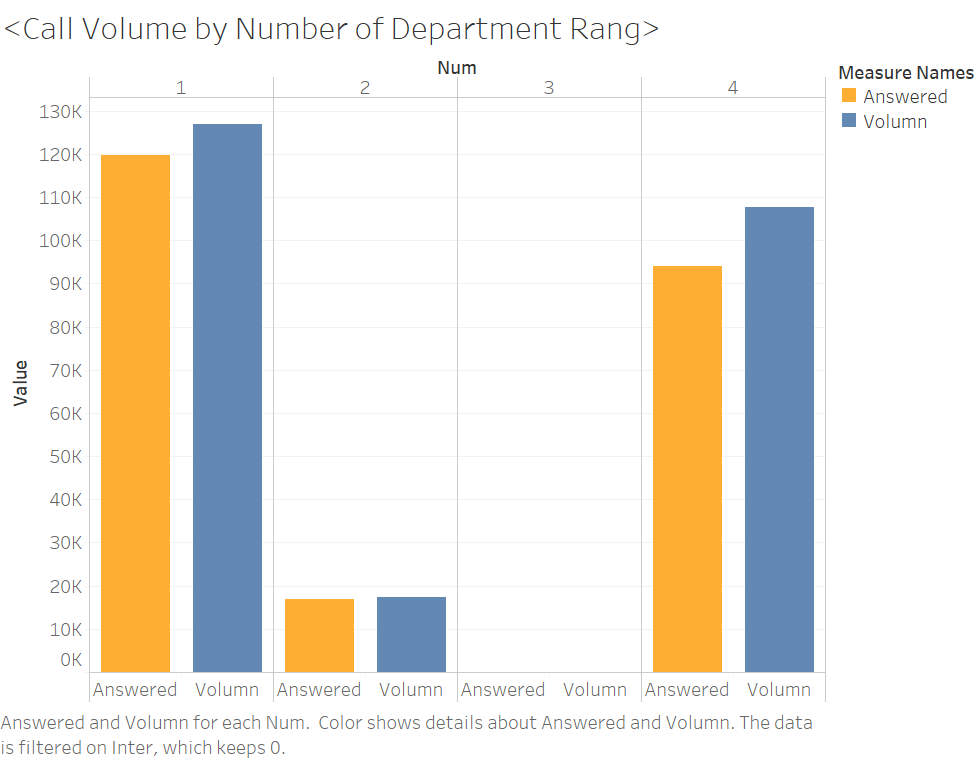 <Call Volume by Number of Department Rang>
Num
Measure Names
1 2 3 4
Answered
Volumn
130K
120K
110K
100K
90K
80K
70K
60K
50K
40K
30K
20K
10K
0K
Value
Answered Volumn Answered Volumn Answered Volumn Answered Volumn
Answered and Volumn for each Num. Color shows details about Answered and Volumn. The data
is filtered on Inter, which keeps 0.